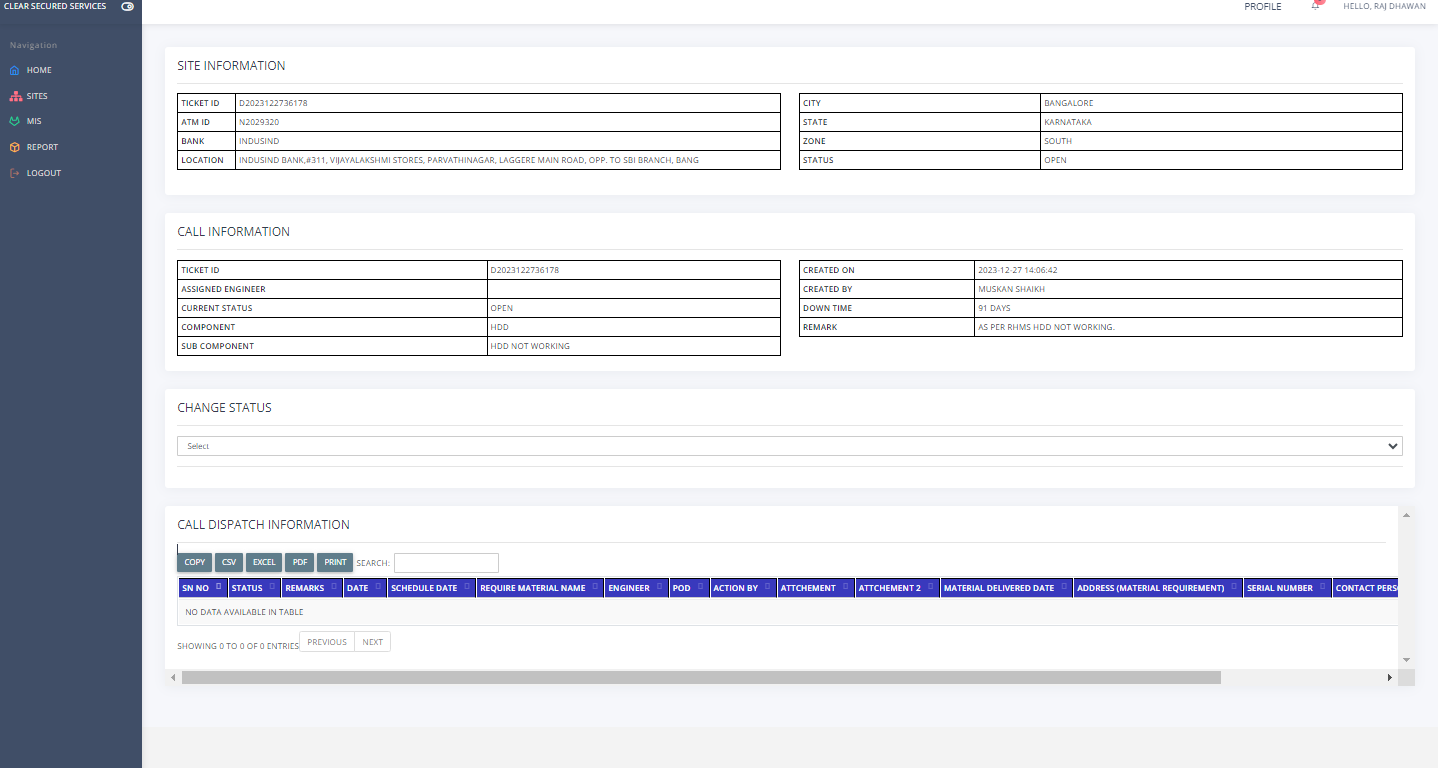 CLEAR SECURED SERVICES
PROFILE
HELLO, RAJ DHAWAN
Navigation
HOME
SITES
MIS
REPORT
LOGOUT
SITE INFORMATION
TICKET ID D2023122736178
ATM ID N2029320
BANK INDUSIND
LOCATION INDUSIND BANK,#311, VIJAYALAKSHMI STORES, PARVATHINAGAR, LAGGERE MAIN ROAD, OPP. TO SBI BRANCH, BANG
CITY BANGALORE
STATE KARNATAKA
ZONE SOUTH
STATUS OPEN
CALL INFORMATION
TICKET ID D2023122736178
ASSIGNED ENGINEER
CURRENT STATUS OPEN
COMPONENT HDD
SUB COMPONENT HDD NOT WORKING
CREATED ON 2023-12-27 14:06:42
CREATED BY MUSKAN SHAIKH
DOWN TIME 91 DAYS
REMARK AS PER RHMS HDD NOT WORKING.
CHANGE STATUS
Select
CALL DISPATCH INFORMATION
COPY CSV EXCEL PDF PRINT SEARCH:
SN NO STATUS REMARKS DATE SCHEDULE DATE REQUIRE MATERIAL NAME ENGINEER POD ACTION BY ATTCHEMENT ATTCHEMENT 2 MATERIAL DELIVERED DATE ADDRESS (MATERIAL REQUIREMENT) SERIAL NUMBER CONTACT PERS
NO DATA AVAILABLE IN TABLE
SHOWING 0 TO 0 OF 0 ENTRIES PREVIOUS NEXT